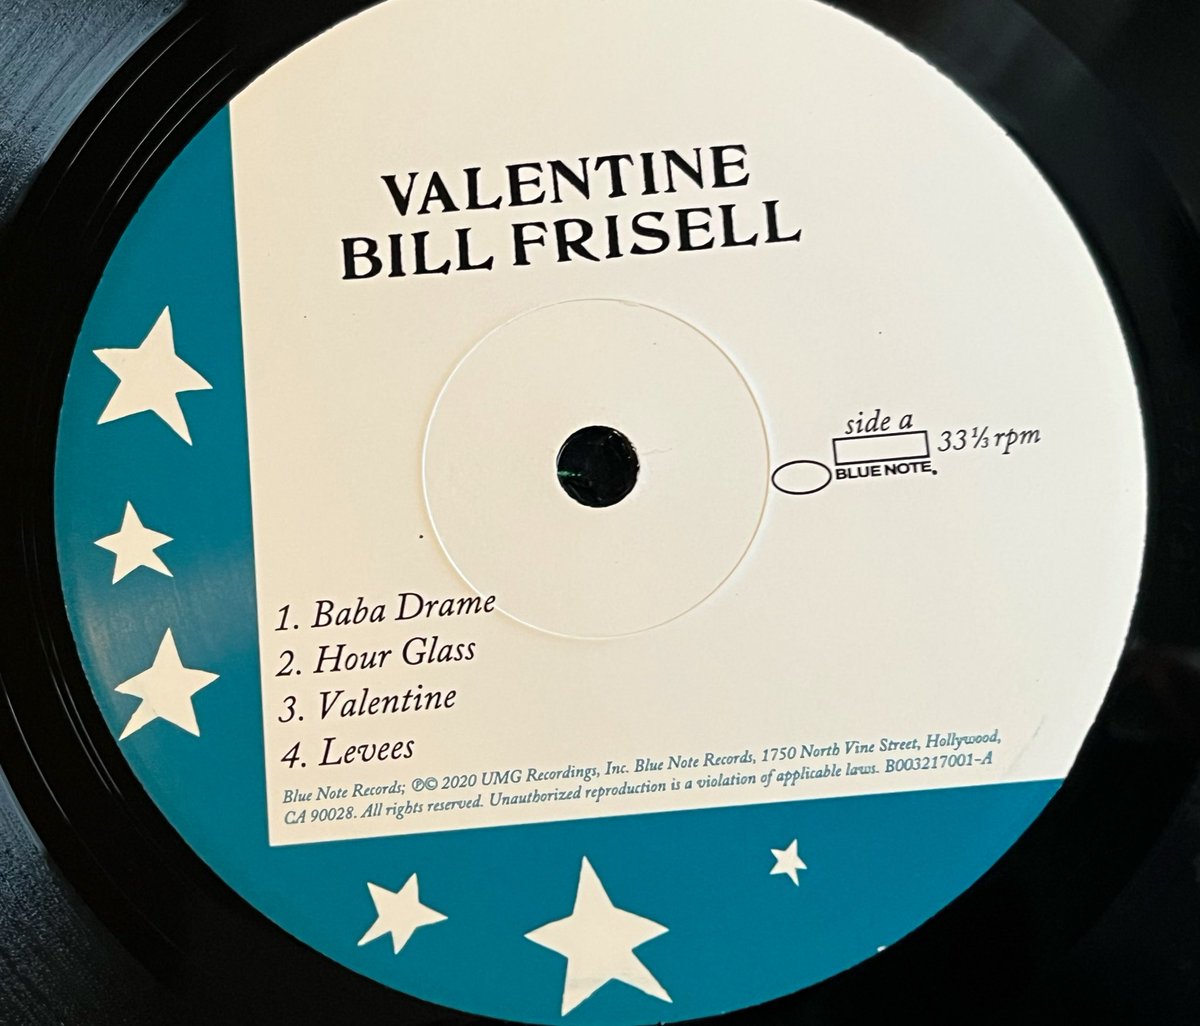 VALENTINE
BILL FRISELL
side a
33⅓ rpm
BLUE NOTE.
1. Baba Drame
2. Hour Glass
3. Valentine
4. Levees
Blue Note Records; ℗© 2020 UMG Recordings, Inc. Blue Note Records, 1750 North Vine Street, Hollywood,
CA 90028. All rights reserved. Unauthorized reproduction is a violation of applicable laws. B003217001-A